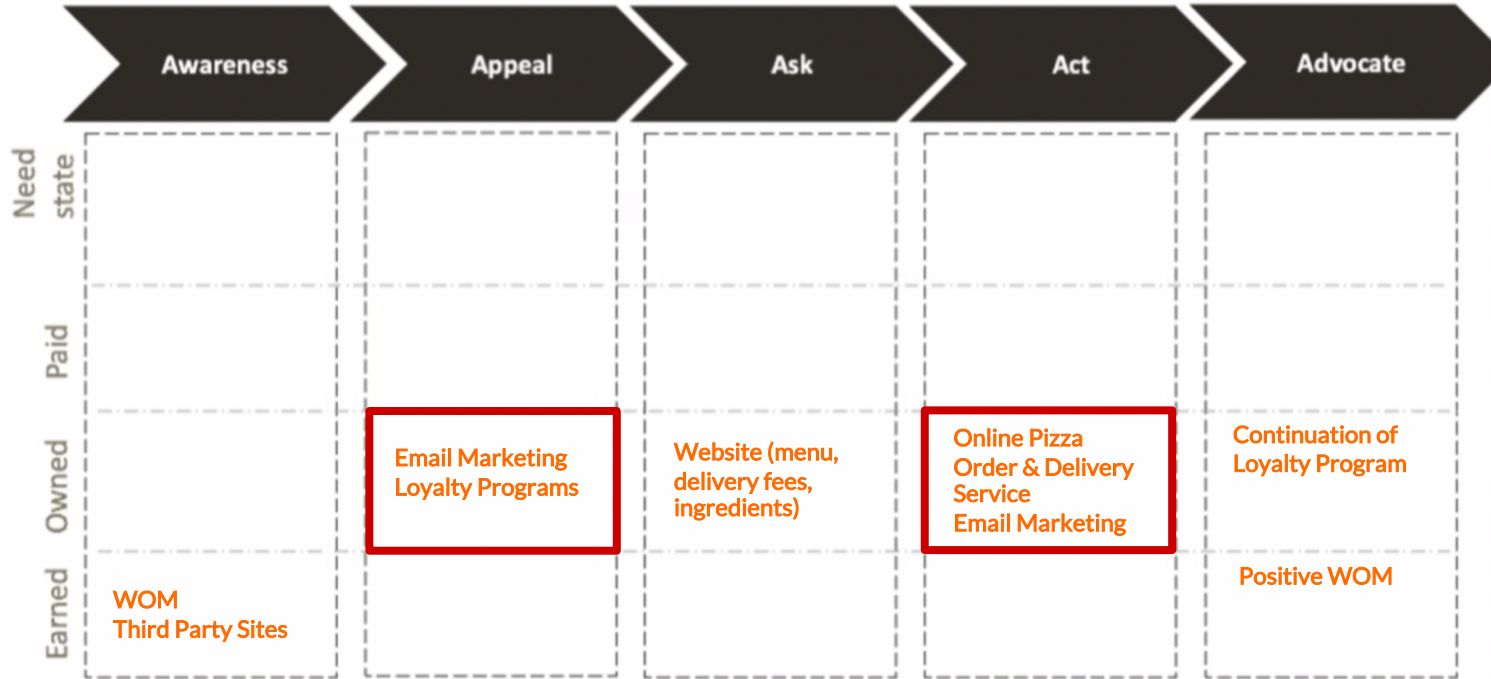 Awareness
Appeal
Ask
Act
Advocate
Need
state
Paid
Owned
Email Marketing
Loyalty Programs
Website (menu,
delivery fees,
ingredients)
Online Pizza
Order & Delivery
Service
Email Marketing
Continuation of
Loyalty Program
Earned
WOM
Third Party Sites
Positive WOM